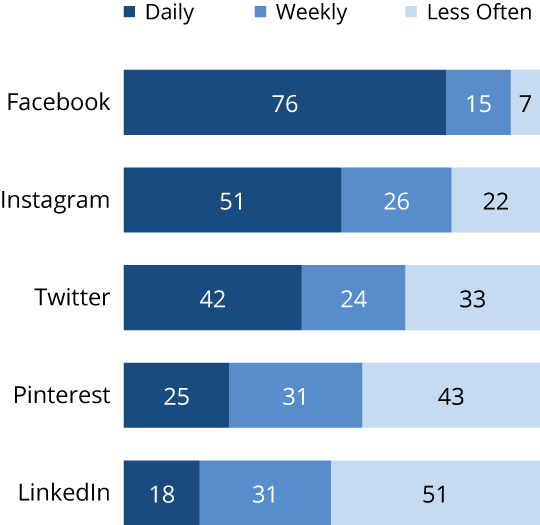 Daily Weekly Less Often
Facebook 76 15 7
Instagram 51 26 22
Twitter 42 24 33
Pinterest 25 31 43
LinkedIn 18 31 51